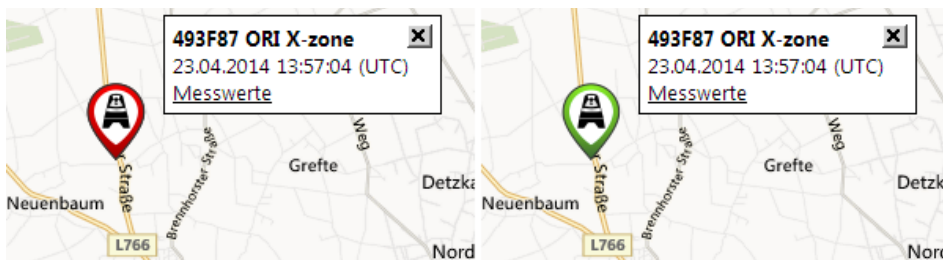 493F87 ORI X-zone
23.04.2014 13:57:04 (UTC)
Messwerte
Weg
Straße
Brennhorster Straße
Grefte
Detzka
Neuenbaum
L766
Nord
493F87 ORI X-zone
23.04.2014 13:57:04 (UTC)
Messwerte
Weg
Straße
Brennhorster Straße
Grefte
Detzk
Neuenbaum
L766
Nord